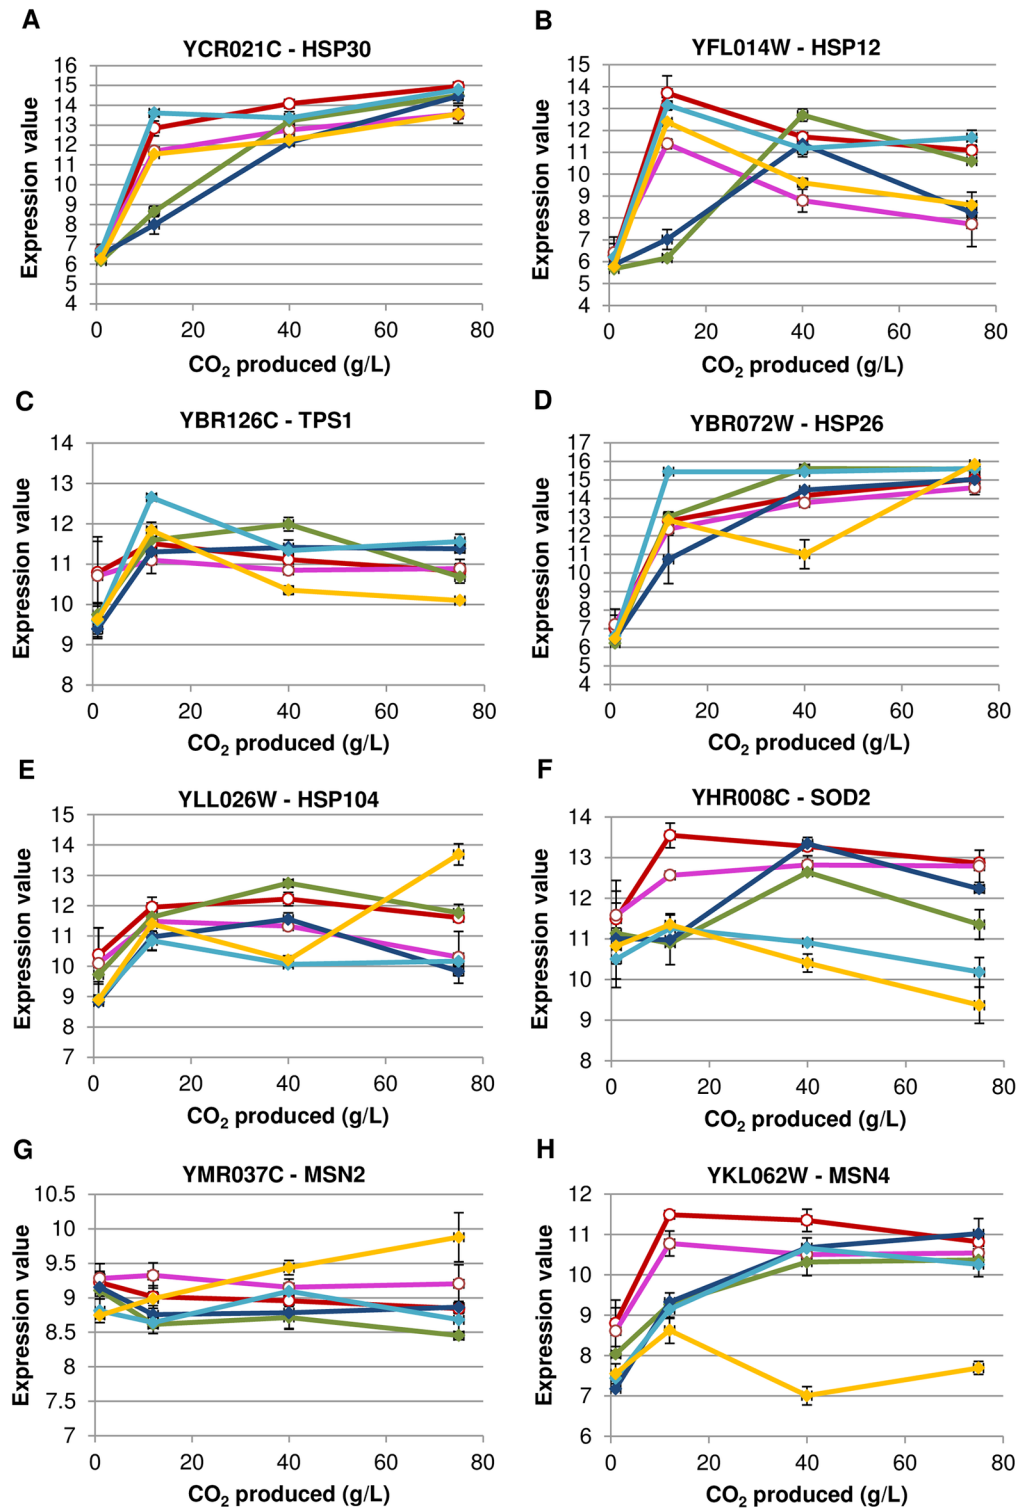 A
YCR021C - HSP30
16
15
14
13
12
11
10
9
8
7
6
5
4
Expression value
0 20 40 60 80
CO2 produced (g/L)
B
YFL014W - HSP12
15
14
13
12
11
10
9
8
7
6
5
4
Expression value
0 20 40 60 80
CO2 produced (g/L)
C
YBR126C - TPS1
14
13
12
11
10
9
8
Expression value
0 20 40 60 80
CO2 produced (g/L)
D
YBR072W - HSP26
17
16
15
14
13
12
11
10
9
8
7
6
5
4
Expression value
0 20 40 60 80
CO2 produced (g/L)
E
YLL026W - HSP104
15
14
13
12
11
10
9
8
7
Expression value
0 20 40 60 80
CO2 produced (g/L)
F
YHR008C - SOD2
14
13
12
11
10
9
8
Expression value
0 20 40 60 80
CO2 produced (g/L)
G
YMR037C - MSN2
10.5
10
9.5
9
8.5
8
7.5
7
Expression value
0 20 40 60 80
CO2 produced (g/L)
H
YKL062W - MSN4
12
11
10
9
8
7
6
Expression value
0 20 40 60 80
CO2 produced (g/L)